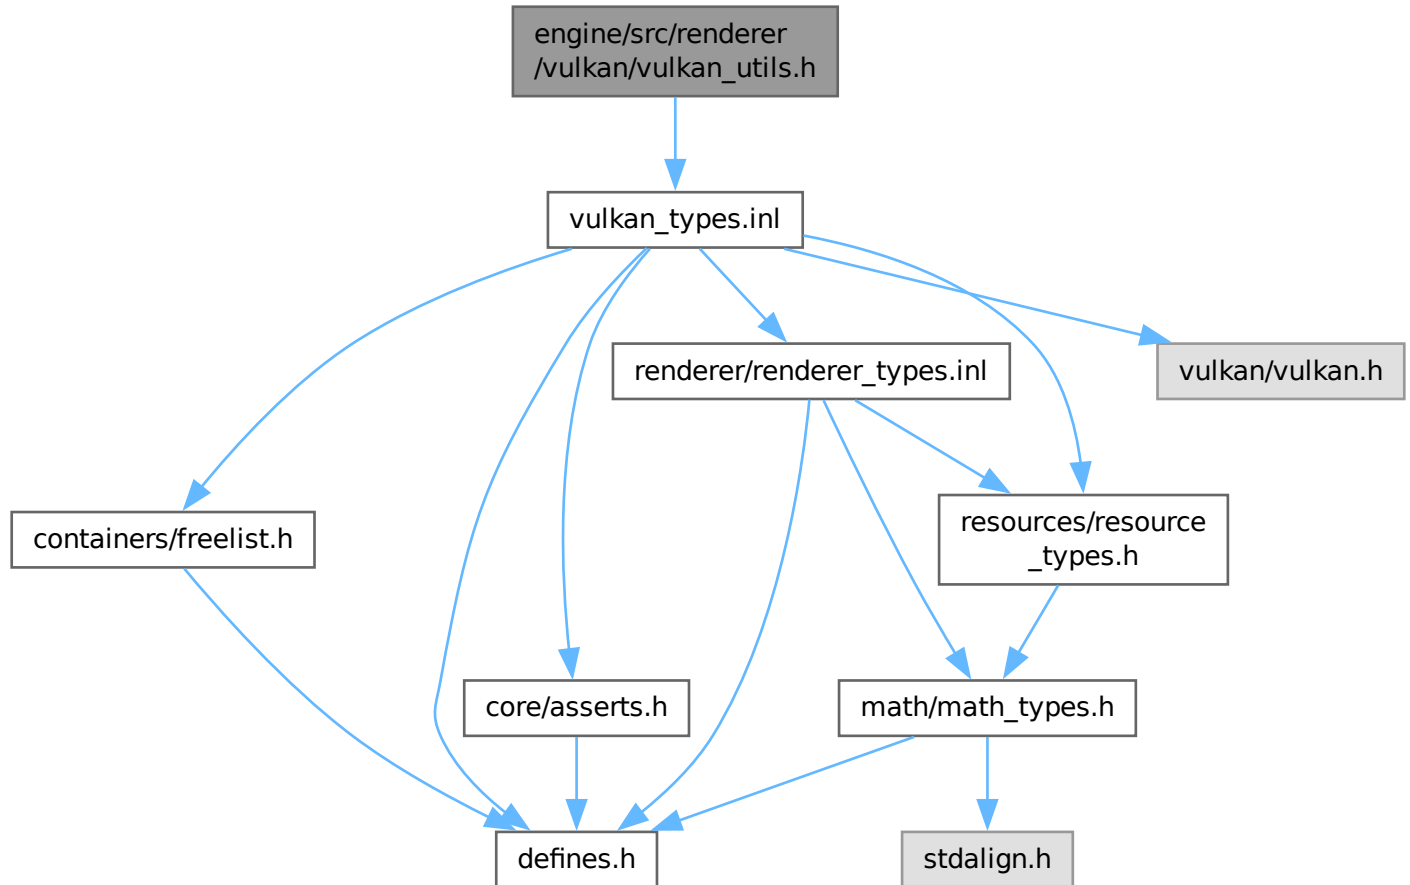 engine/src/renderer
/vulkan/vulkan_utils.h
vulkan_types.inl
renderer/renderer_types.inl
vulkan/vulkan.h
containers/freelist.h
resources/resource
_types.h
core/asserts.h
math/math_types.h
defines.h
stdalign.h